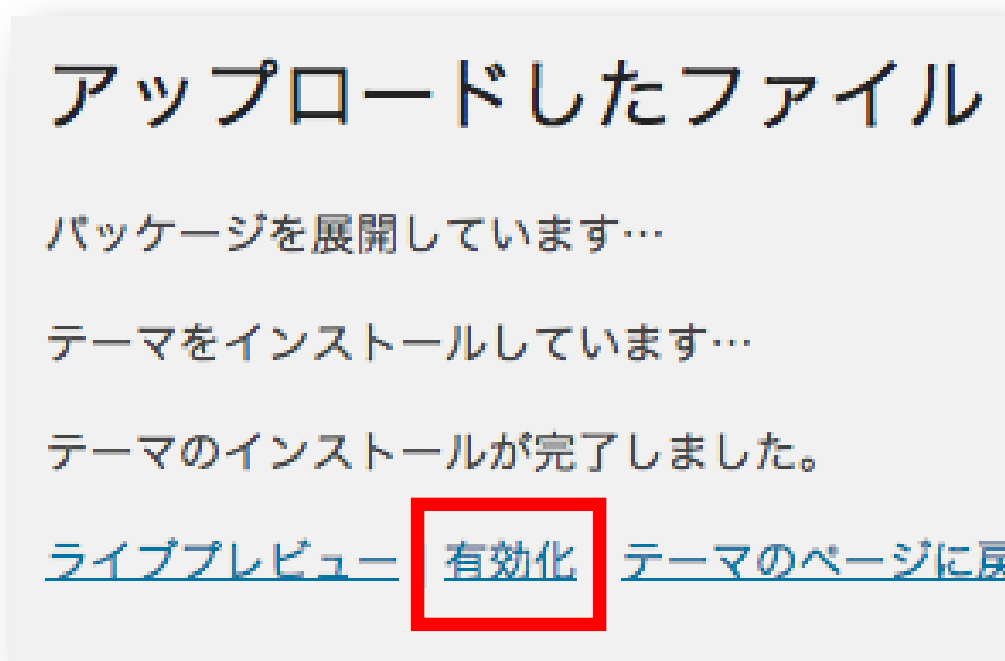 アップロードしたファイル
パッケージを展開しています…
テーマをインストールしています…
テーマのインストールが完了しました。
ライブプレビュー 有効化 テーマのページに戻